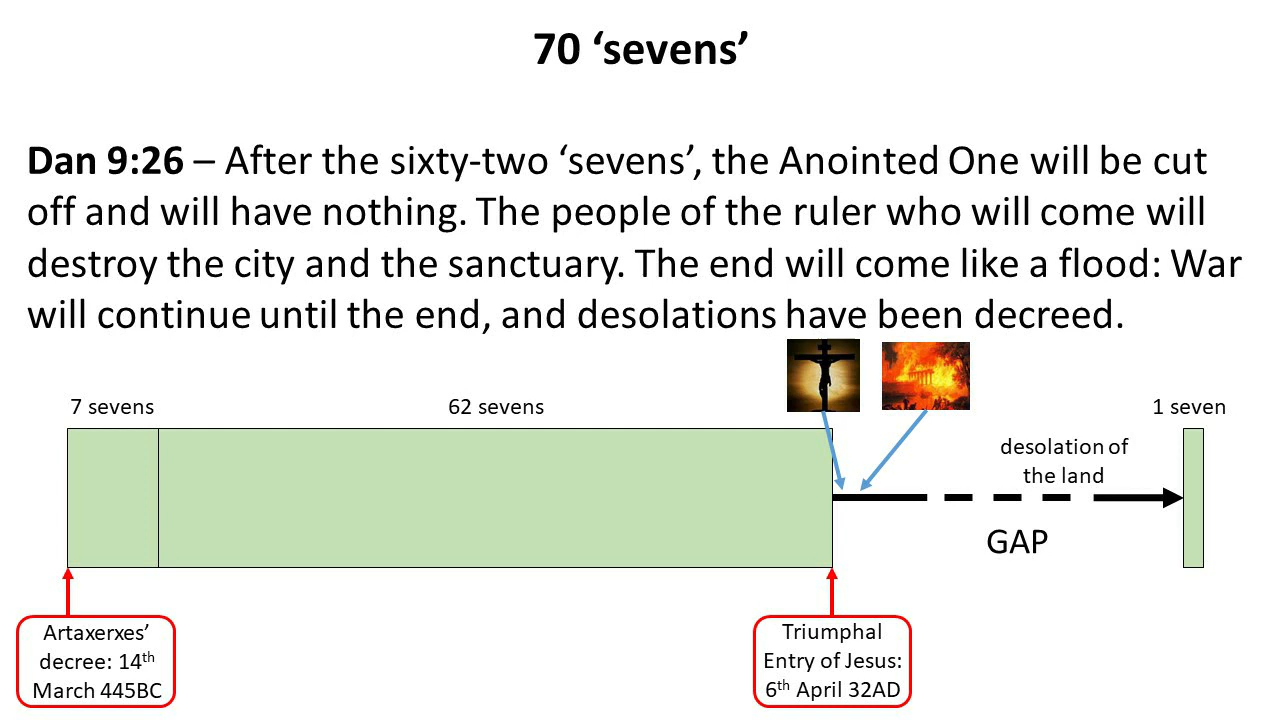 70 ‘sevens’
Dan 9:26 – After the sixty-two ‘sevens’, the Anointed One will be cut
off and will have nothing. The people of the ruler who will come will
destroy the city and the sanctuary. The end will come like a flood: War
will continue until the end, and desolations have been decreed.
7 sevens
62 sevens
1 seven
desolation of
the land
GAP
Artaxerxes’
decree: 14th
March 445BC
Triumphal
Entry of Jesus:
6th April 32AD